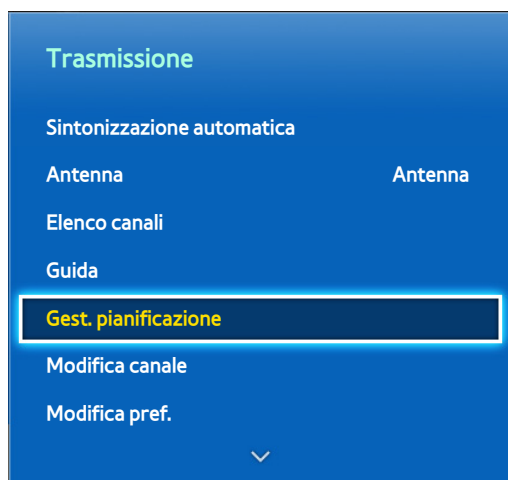 Trasmissione
Sintonizzazione automatica
Antenna Antenna
Elenco canali
Guida
Gest. pianificazione
Modifica canale
Modifica pref.